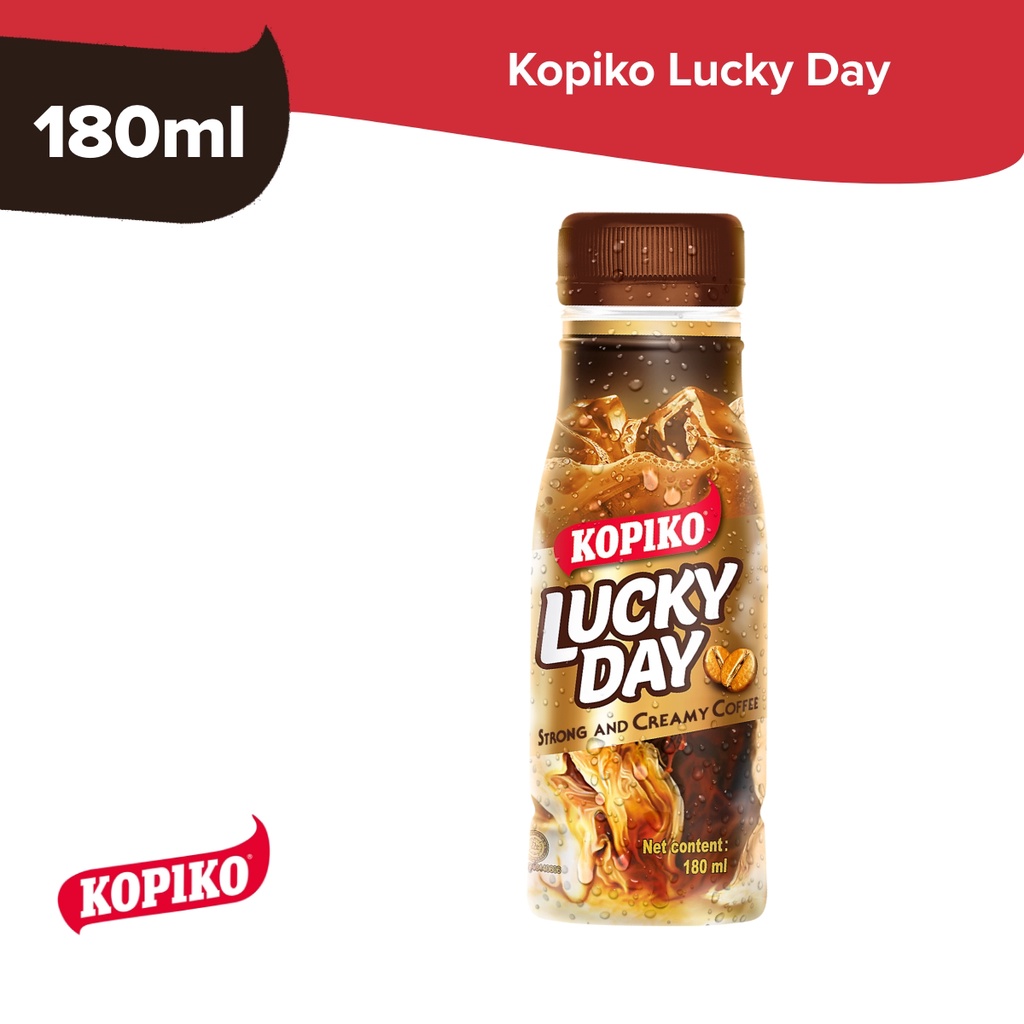 Kopiko Lucky Day
180ml
KOPIKO
LUCKY
DAY
STRONG AND CREAMY COFFEE
Net content:
180 ml
KOPIKO